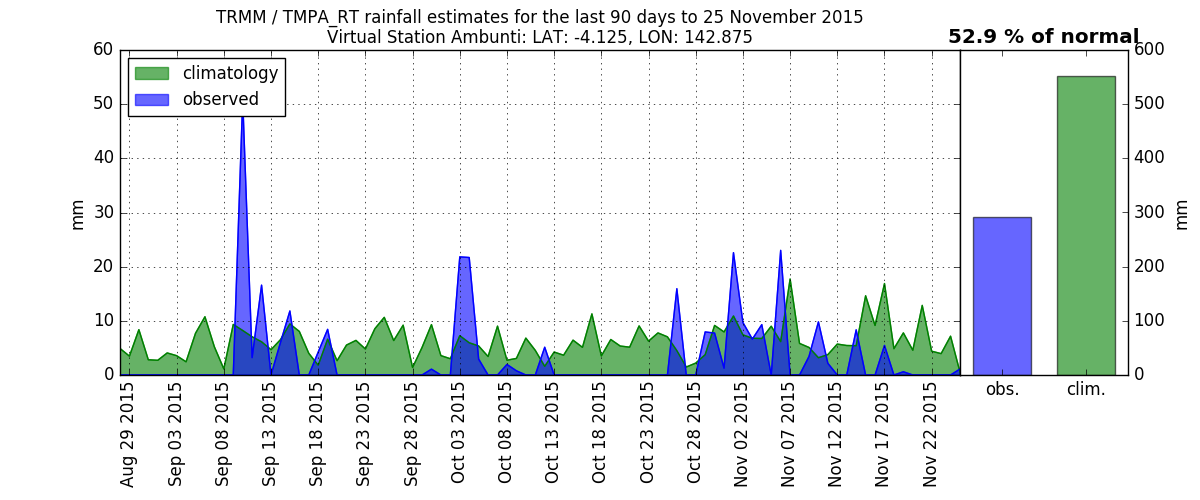 TRMM / TMPA_RT rainfall estimates for the last 90 days to 25 November 2015
Virtual Station Ambunti: LAT: -4.125, LON: 142.875
52.9 % of normal
climatology
observed
mm
60
50
40
30
20
10
0
600
500
400
300
200
100
0
mm
obs.
clim.
Aug 29 2015
Sep 03 2015
Sep 08 2015
Sep 13 2015
Sep 18 2015
Sep 23 2015
Sep 28 2015
Oct 03 2015
Oct 08 2015
Oct 13 2015
Oct 18 2015
Oct 23 2015
Oct 28 2015
Nov 02 2015
Nov 07 2015
Nov 12 2015
Nov 17 2015
Nov 22 2015